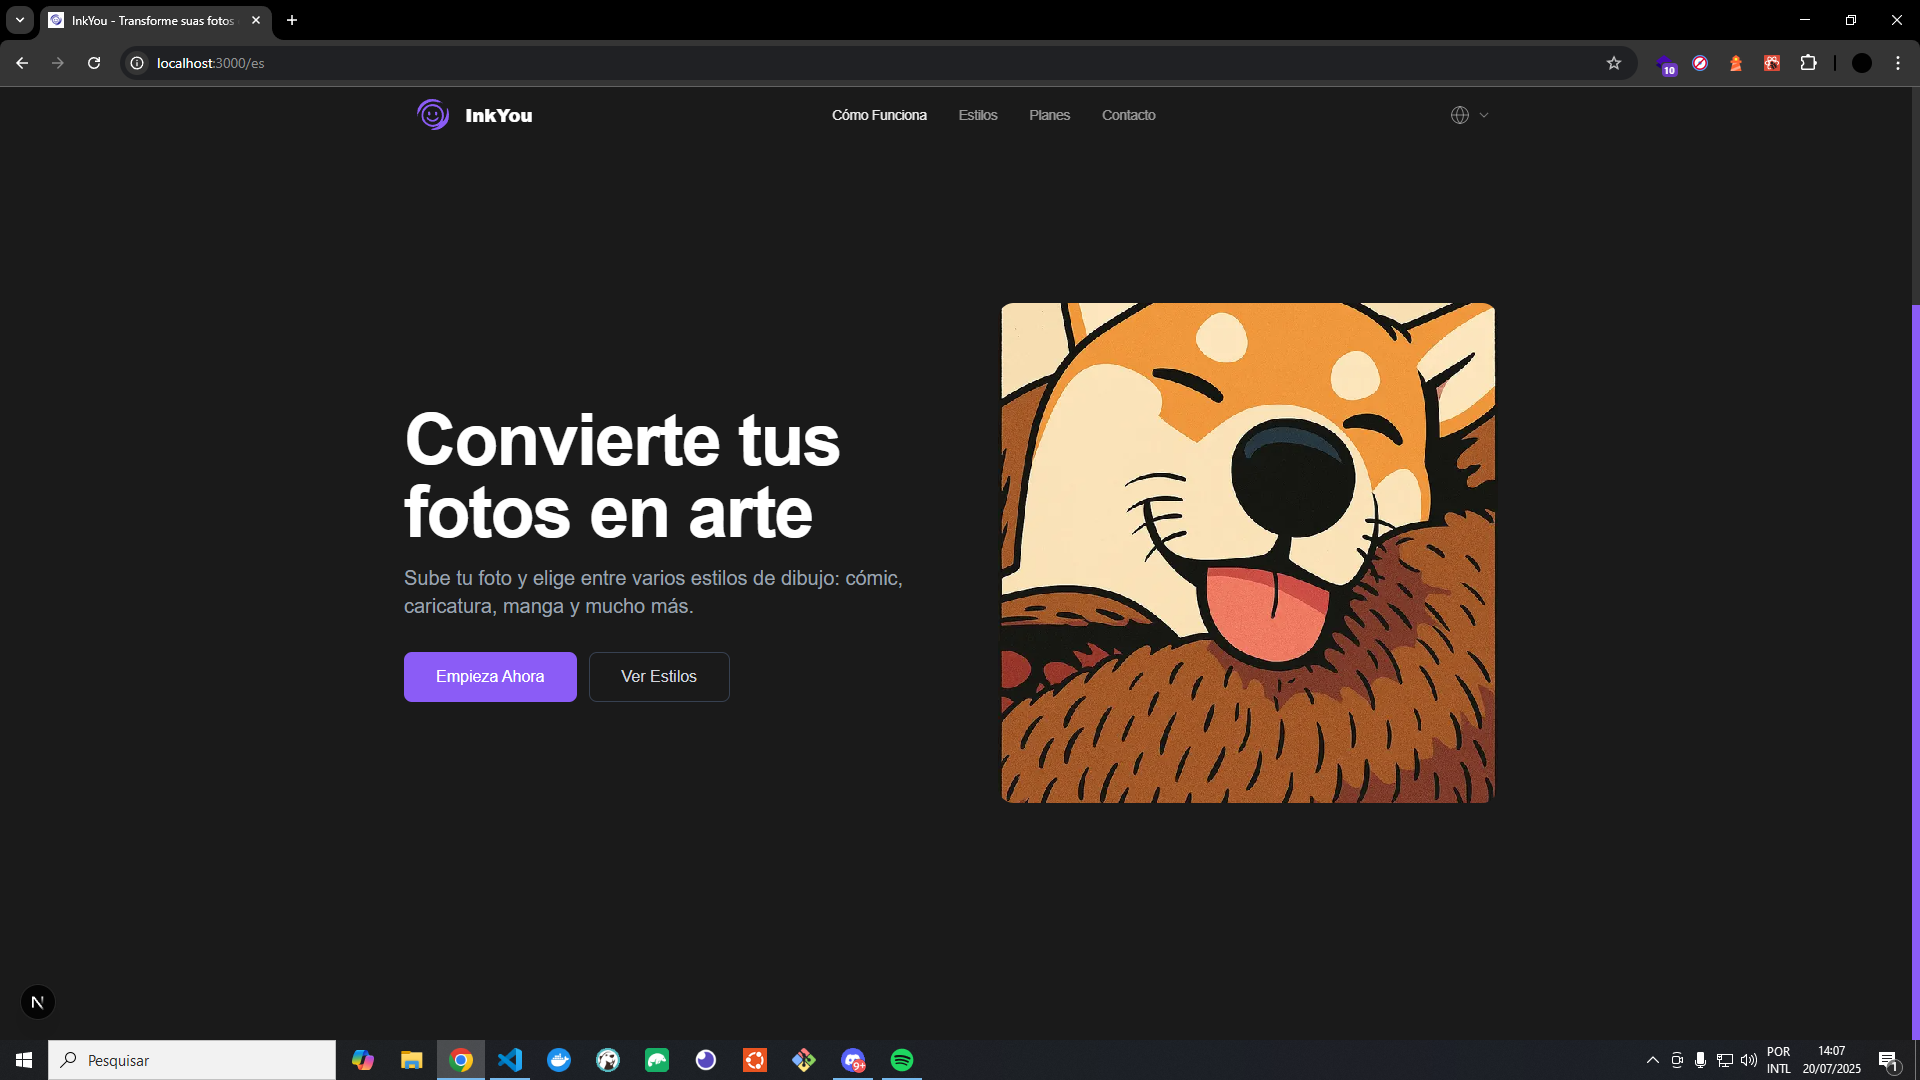 InkYou - Transforme suas fotos
localhost:3000/es
10
InkYou
Cómo Funciona
Estilos
Planes
Contacto
Convierte tus
fotos en arte
Sube tu foto y elige entre varios estilos de dibujo: cómic,
caricatura, manga y mucho más.
Empieza Ahora
Ver Estilos
N
Pesquisar
9+
POR
INTL
14:07
20/07/2025
1